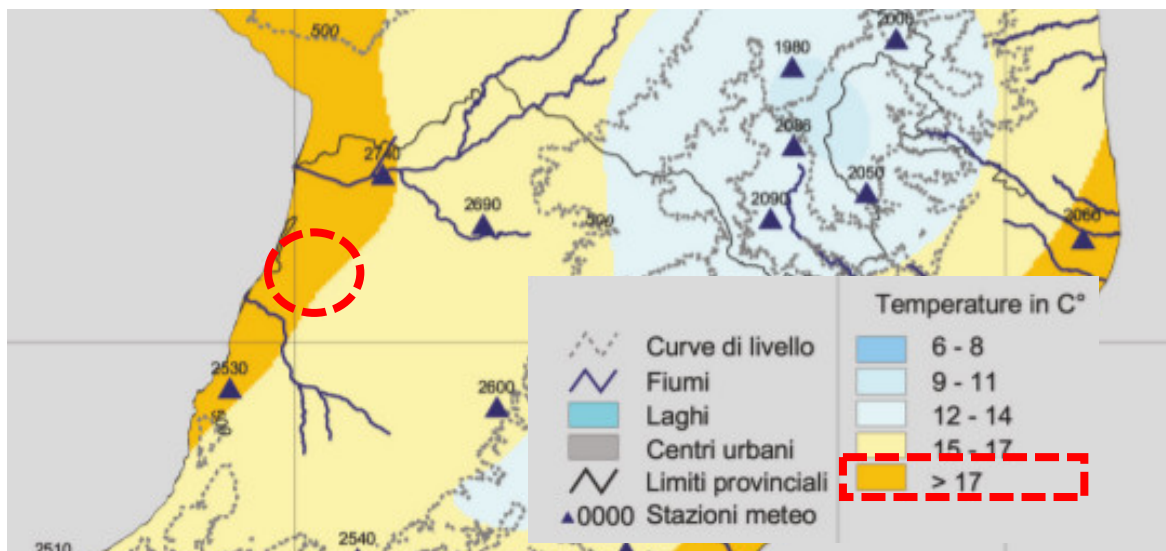 500
2000
1980
2086
2740
2050
2090
2690
500
2060
Temperature in C°
Curve di livello
6 - 8
Fiumi
9 - 11
Laghi
12 - 14
Centri urbani
15 - 17
Limiti provinciali
> 17
0000 Stazioni meteo
2530
2600
500
2510
2540